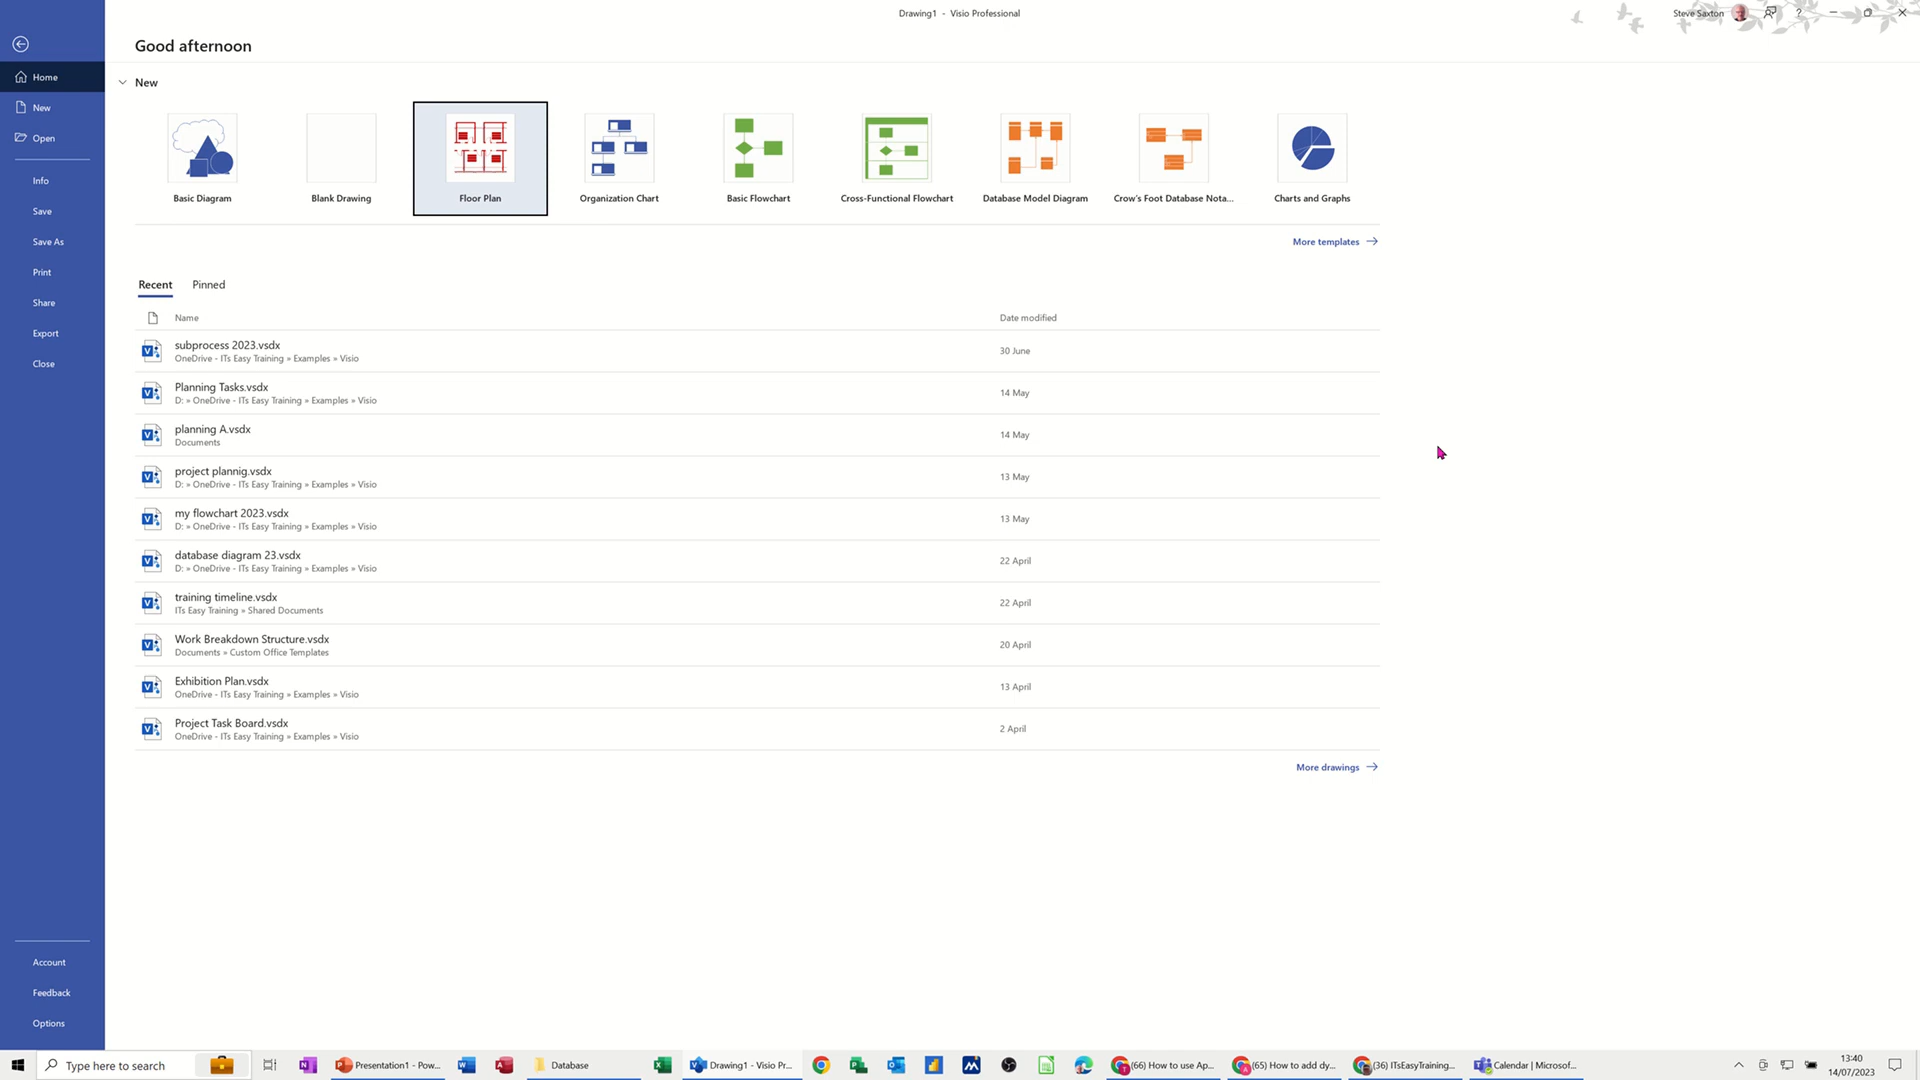 Drawing1 - Visio Professional
Steve Saxton
?
Good afternoon
Home
New
Open
Info
Save
Save As
Print
Share
Export
Close
Account
Feedback
Options
New
Basic Diagram
Blank Drawing
Floor Plan
Organization Chart
Basic Flowchart
Cross-Functional Flowchart
Database Model Diagram
Crow's Foot Database Nota...
Charts and Graphs
More templates
Recent Pinned
Name Date modified
subprocess 2023.vsdx
OneDrive - ITs Easy Training » Examples » Visio
30 June
Planning Tasks.vsdx
D: » OneDrive - ITs Easy Training » Examples » Visio
14 May
planning A.vsdx
Documents
14 May
project plannig.vsdx
D: » OneDrive - ITs Easy Training » Examples » Visio
13 May
my flowchart 2023.vsdx
D: » OneDrive - ITs Easy Training » Examples » Visio
13 May
database diagram 23.vsdx
D: » OneDrive - ITs Easy Training » Examples » Visio
22 April
training timeline.vsdx
ITs Easy Training » Shared Documents
22 April
Work Breakdown Structure.vsdx
Documents » Custom Office Templates
20 April
Exhibition Plan.vsdx
OneDrive - ITs Easy Training » Examples » Visio
13 April
Project Task Board.vsdx
OneDrive - ITs Easy Training » Examples » Visio
2 April
More drawings
Type here to search
Presentation1 - Pow...
Database
Drawing1 - Visio Pr...
(66) How to use Ap...
(65) How to add dy...
(36) ITsEasyTraining...
Calendar | Microsof...
13:40
14/07/2023